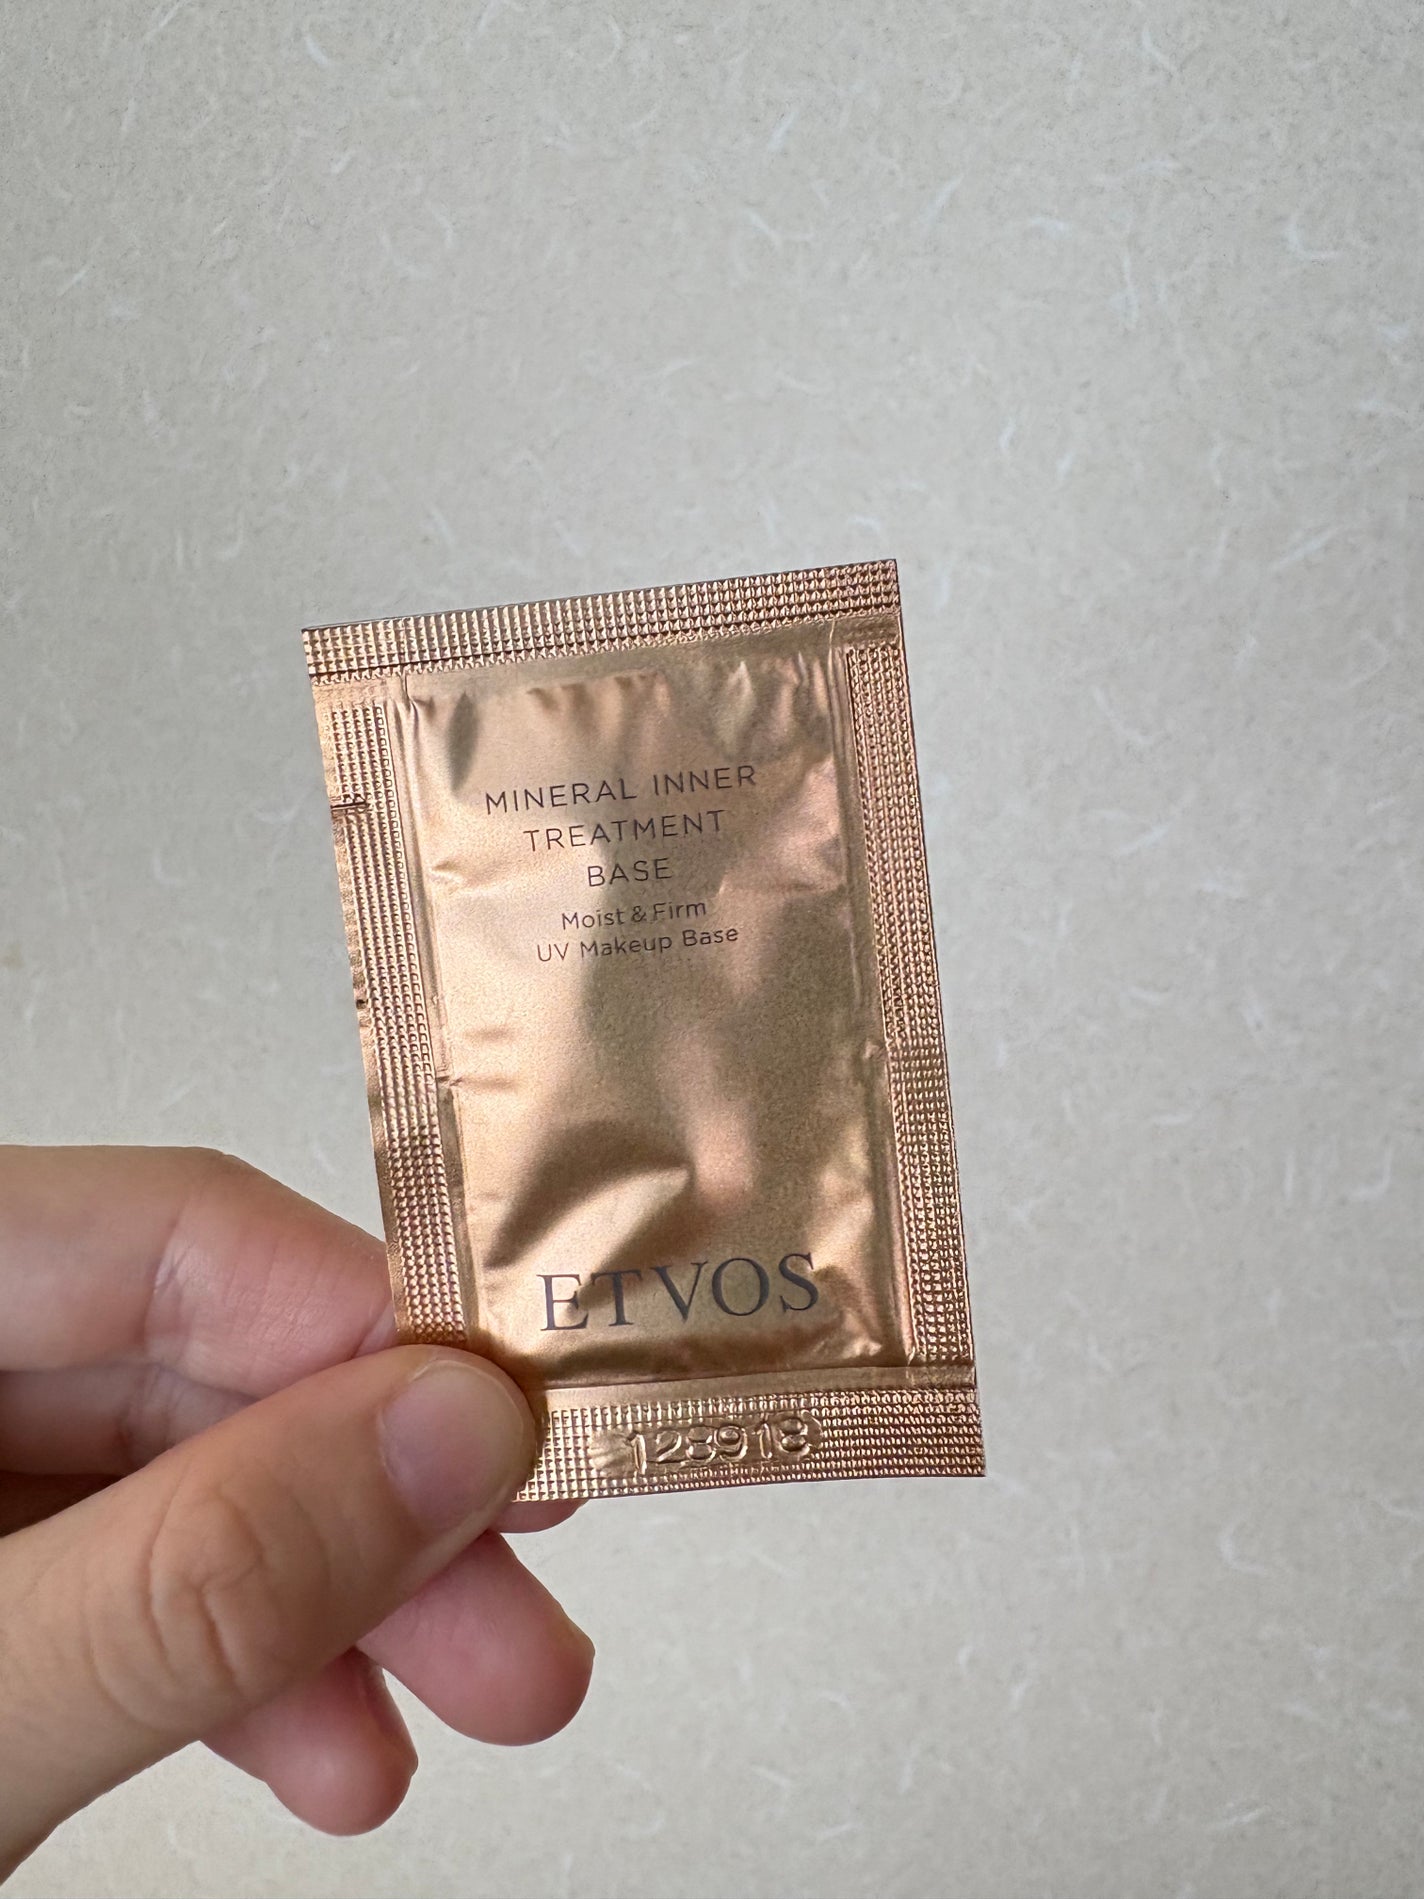 MINERAL INNER
TREATMENT
BASE
Moist & Firm
UV Makeup Base
ETVOS
128918